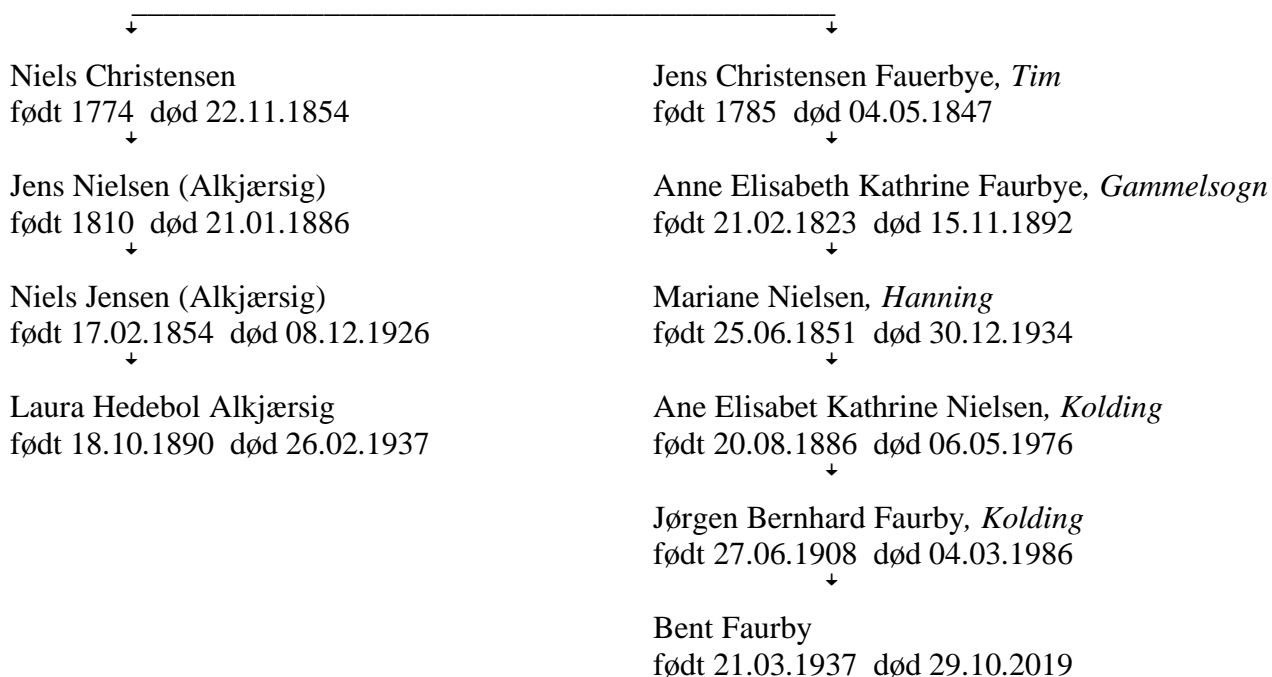 Niels Christensen
født 1774  død 22.11.1854
Jens Nielsen (Alkjærsig)
født 1810  død 21.01.1886
Niels Jensen (Alkjærsig)
født 17.02.1854  død 08.12.1926
Laura Hedebol Alkjærsig
født 18.10.1890  død 26.02.1937
Jens Christensen Fauerbye, Tim
født 1785  død 04.05.1847
Anne Elisabeth Kathrine Faurbye, Gammelsogn
født 21.02.1823  død 15.11.1892
Mariane Nielsen, Hanning
født 25.06.1851  død 30.12.1934
Ane Elisabet Kathrine Nielsen, Kolding
født 20.08.1886  død 06.05.1976
Jørgen Bernhard Faurby, Kolding
født 27.06.1908  død 04.03.1986
Bent Faurby
født 21.03.1937  død 29.10.2019